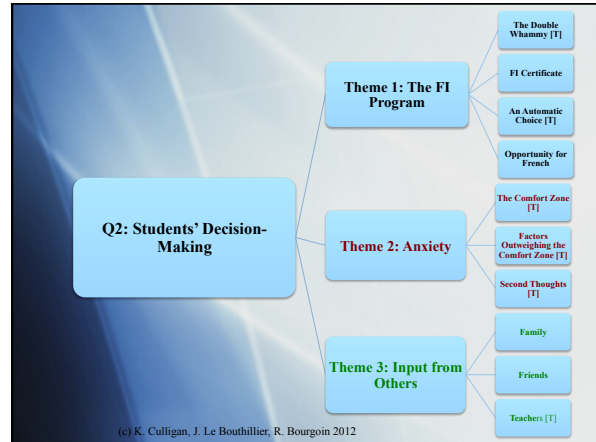 Q2: Students' Decision-
Making
Theme 1: The FI
Program
The Double
Whammy [T]
FI Certificate
An Automatic
Choice [T]
Opportunity for
French
Theme 2: Anxiety
The Comfort Zone
[T]
Factors
Outweighing the
Comfort Zone [T]
Second Thoughts
[T]
Theme 3: Input from
Others
Family
Friends
Teachers [T]
(c) K. Culligan, J. Le Bouthillier, R. Bourgoin 2012